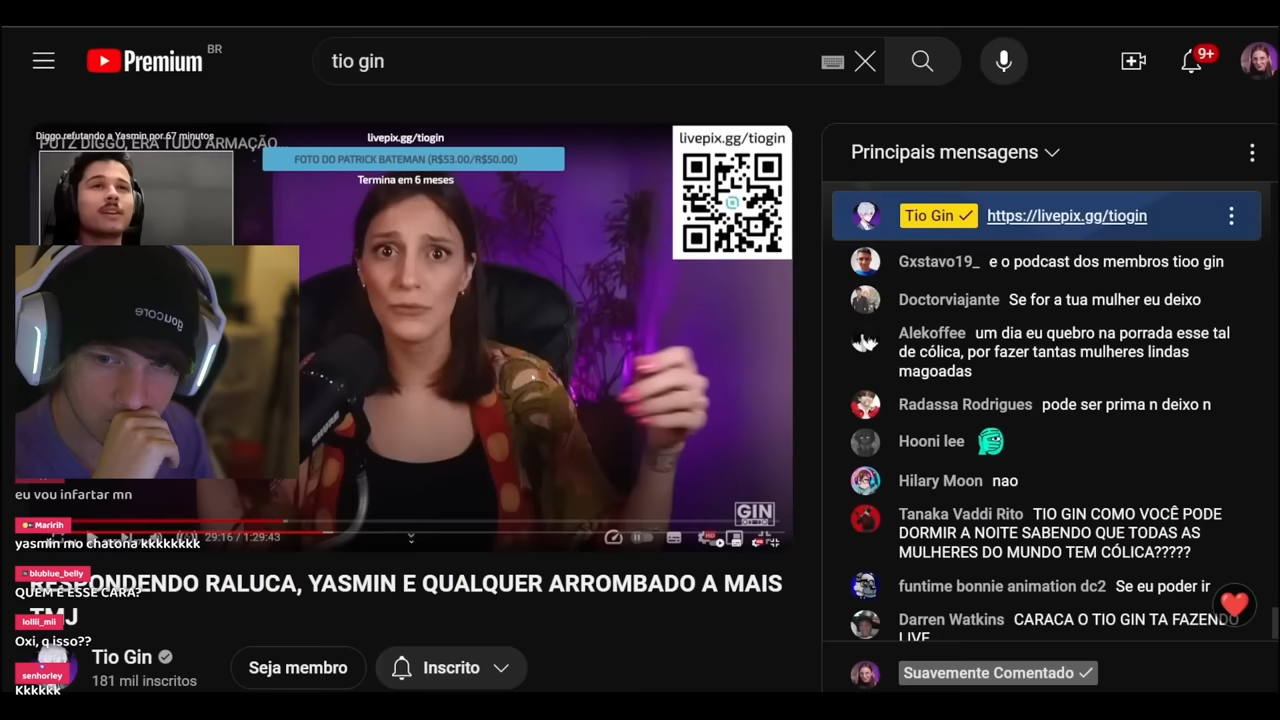 Premium BR
tio gin
9+
Diggo refutando a Yasmin por 67 minutos
PUTZ DIGGO, ERA TUDO ARMAÇÃO...
livepix.gg/tiogin
FOTO DO PATRICK BATEMAN (R$53.00/R$50.00)
Termina em 6 meses
livepix.gg/tiogin
SHURE
GIN
eu vou infartar mn
Maririh
yasmin mo chatona kkkkkkkk
29:16 / 1:29:43
blublue_belly
QUEM É ESSE CARA?
lollii_mii
Oxi, q isso??
senhorley
Kkkkkk
RESPONDENDO RALUCA, YASMIN E QUALQUER ARROMBADO A MAIS
TMJ
Tio Gin
181 mil inscritos
Seja membro
Inscrito
Principais mensagens
Tio Gin https://livepix.gg/tiogin
Gxstavo19_ e o podcast dos membros tioo gin
Doctorviajante Se for a tua mulher eu deixo
Alekoffee um dia eu quebro na porrada esse tal
de cólica, por fazer tantas mulheres lindas
magoadas
Radassa Rodrigues pode ser prima n deixo n
Hooni lee
Hilary Moon nao
Tanaka Vaddi Rito TIO GIN COMO VOCÊ PODE
DORMIR A NOITE SABENDO QUE TODAS AS
MULHERES DO MUNDO TEM CÓLICA?????
funtime bonnie animation dc2 Se eu poder ir
Darren Watkins CARACA O TIO GIN TA FAZENDO
LIVE
Suavemente Comentado